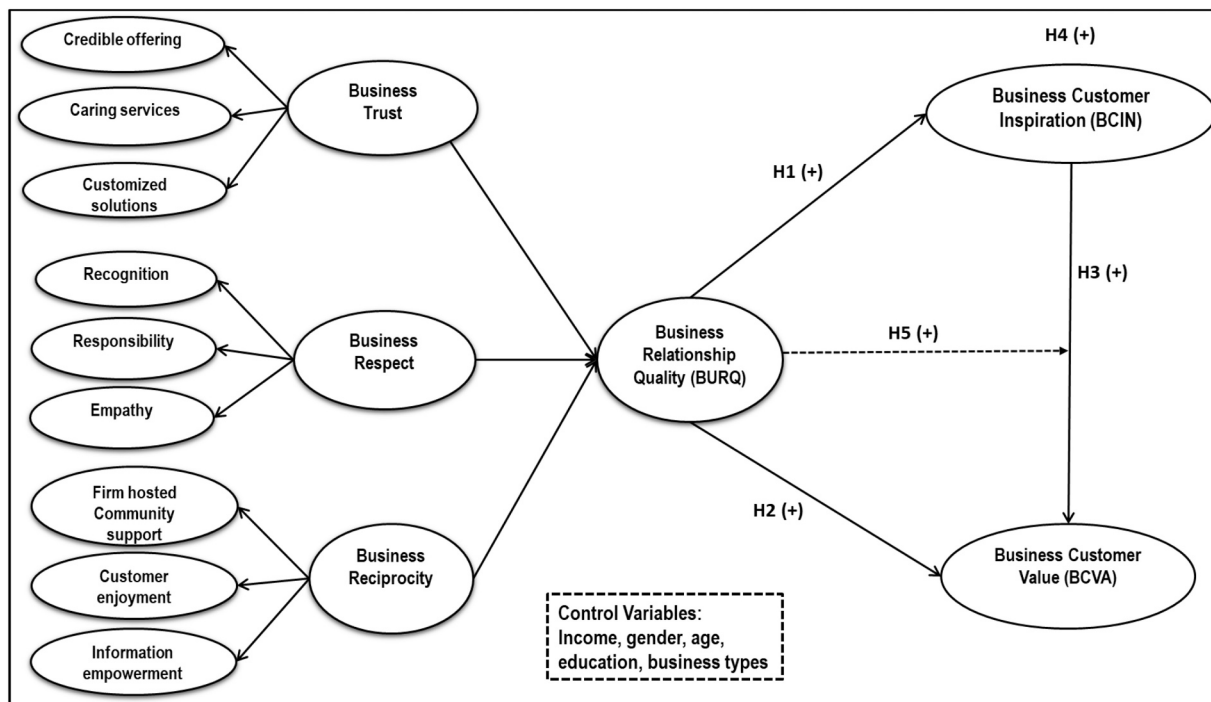 Credible offering
Caring services
Customized
solutions
Business
Trust
Recognition
Responsibility
Empathy
Business
Respect
Firm hosted
Community
support
Customer
enjoyment
Information
empowerment
Business
Reciprocity
Business
Relationship
Quality (BURQ)
H1 (+)
H2 (+)
H5 (+)
H4 (+)
Business Customer
Inspiration (BCIN)
H3 (+)
Business Customer
Value (BCVA)
Control Variables:
Income, gender, age,
education, business types